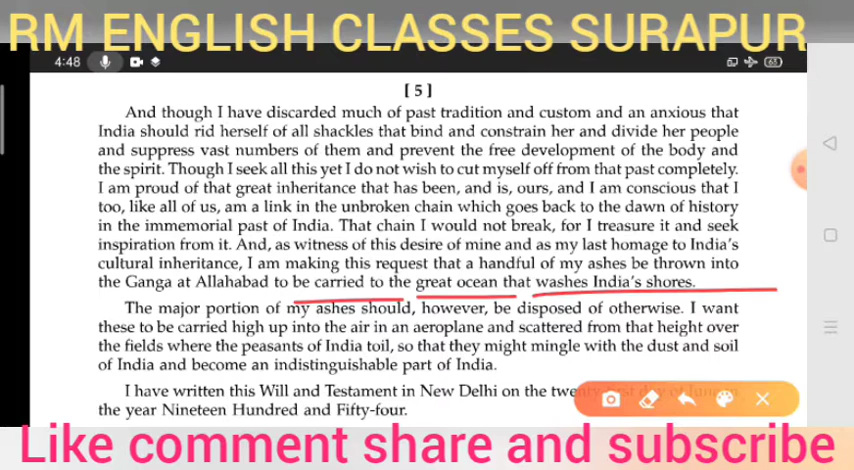 RM ENGLISH CLASSES SURAPUR
4:48
63
[ 5 ]
And though I have discarded much of past tradition and custom and an anxious that
India should rid herself of all shackles that bind and constrain her and divide her people
and suppress vast numbers of them and prevent the free development of the body and
the spirit. Though I seek all this yet I do not wish to cut myself off from that past completely.
I am proud of that great inheritance that has been, and is, ours, and I am conscious that I
too, like all of us, am a link in the unbroken chain which goes back to the dawn of history
in the immemorial past of India. That chain I would not break, for I treasure it and seek
inspiration from it. And, as witness of this desire of mine and as my last homage to India's
cultural inheritance, I am making this request that a handful of my ashes be thrown into
the Ganga at Allahabad to be carried to the great ocean that washes India's shores.
The major portion of my ashes should, however, be disposed of otherwise. I want
these to be carried high up into the air in an aeroplane and scattered from that height over
the fields where the peasants of India toil, so that they might mingle with the dust and soil
of India and become an indistinguishable part of India.
I have written this Will and Testament in New Delhi on the day of June in
the year Nineteen Hundred and Fifty-four.
Like comment share and subscribe